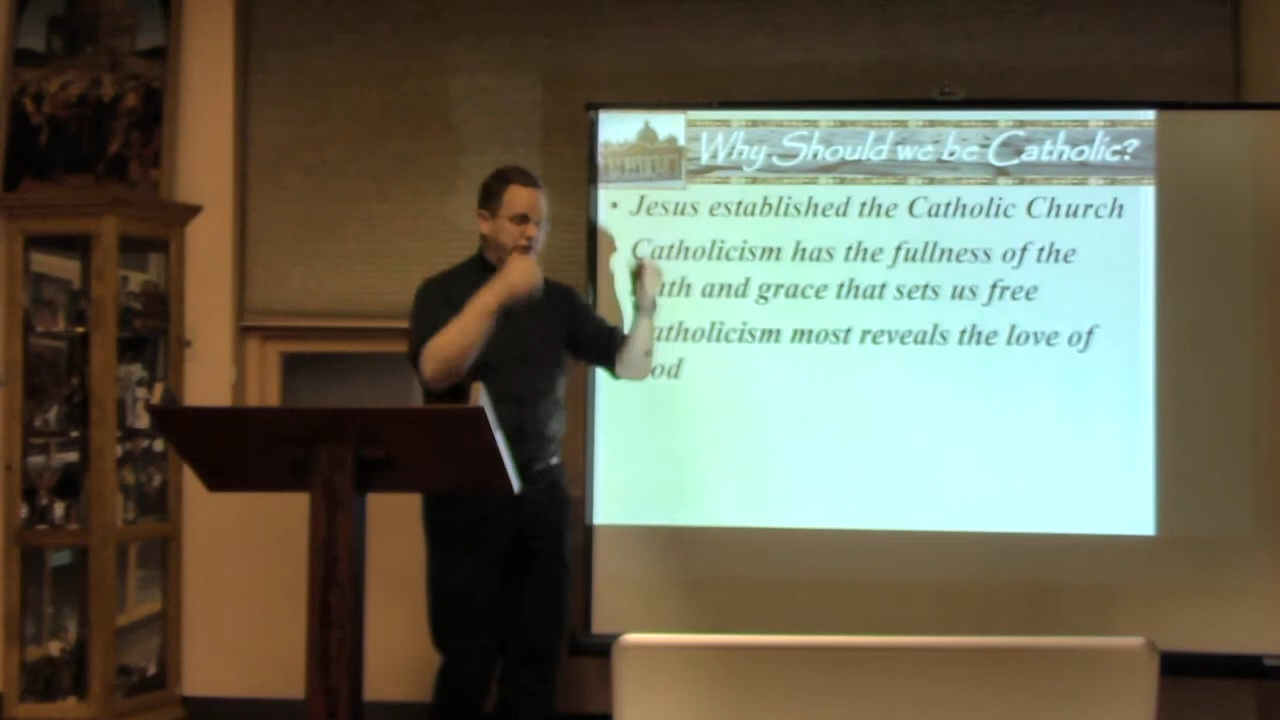 Why Should we be Catholic?
• Jesus established the Catholic Church
Catholicism has the fullness of the
and grace that sets us free
most reveals the love of